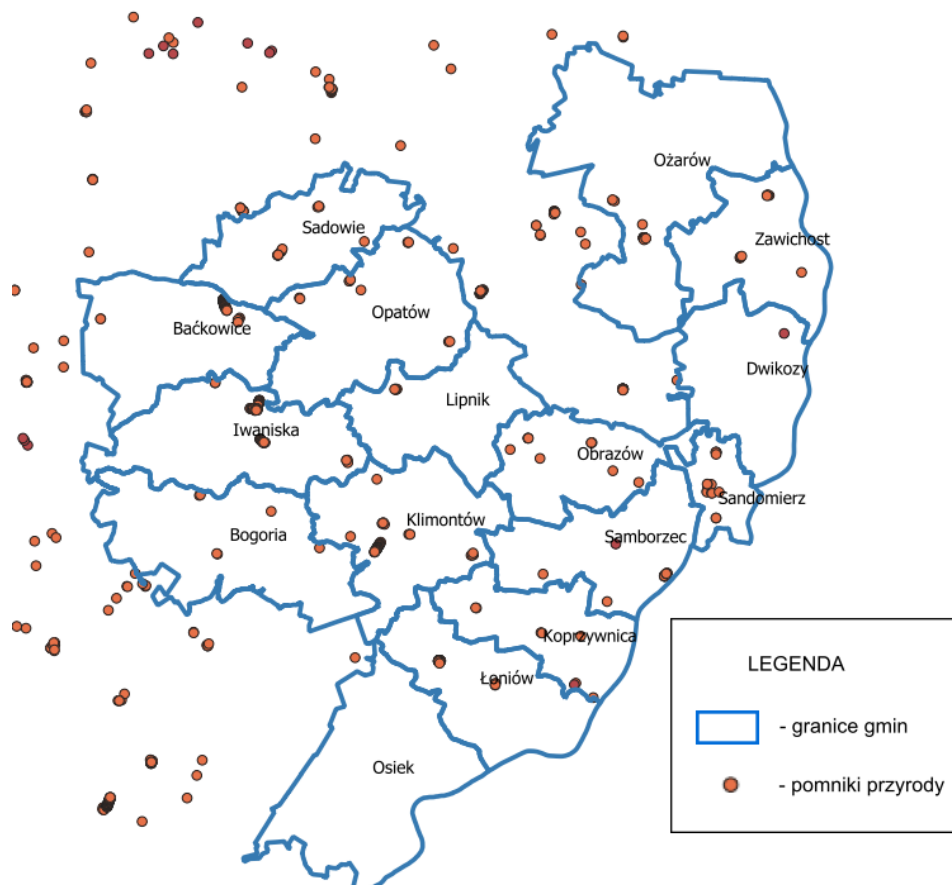 Ożarów
Sadowie
Zawichost
Opatów
Baćkowice
Dwikozy
Lipnik
Iwaniska
Obrazów
Sandomierz
Klimontów
Bogoria
Samborzec
Koprzywnica
Łoniów
Osiek
LEGENDA
- granice gmin
- pomniki przyrody